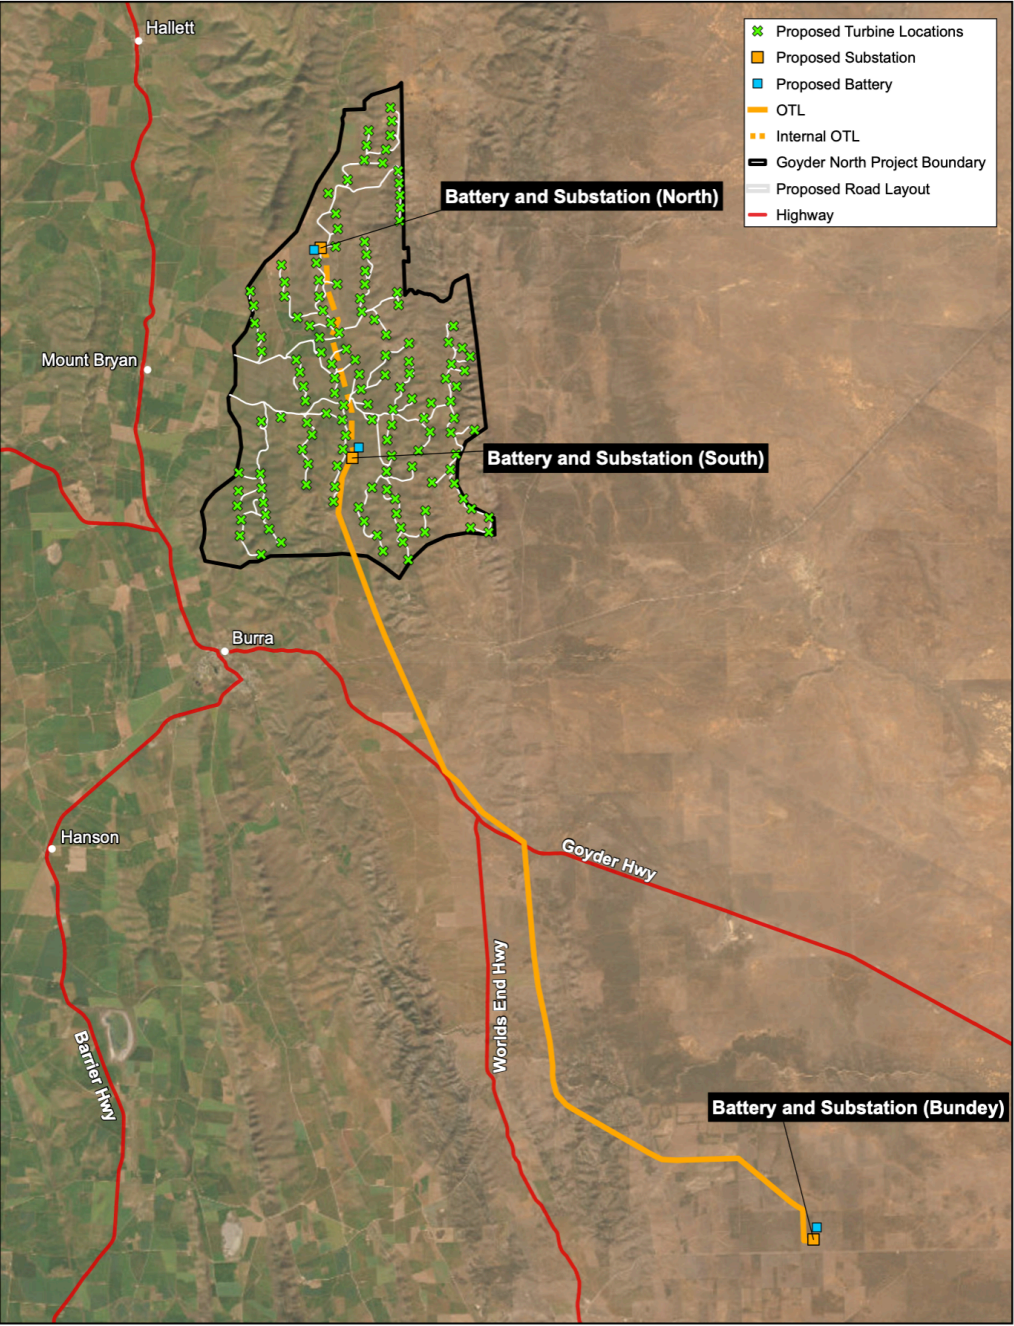 Hallett
Proposed Turbine Locations
Proposed Substation
Proposed Battery
OTL
Internal OTL
Goyder North Project Boundary
Proposed Road Layout
Highway
Battery and Substation (North)
Mount Bryan
Battery and Substation (South)
Burra
Hanson
Goyder Hwy
Worlds End Hwy
Barrier Hwy
Battery and Substation (Bundey)